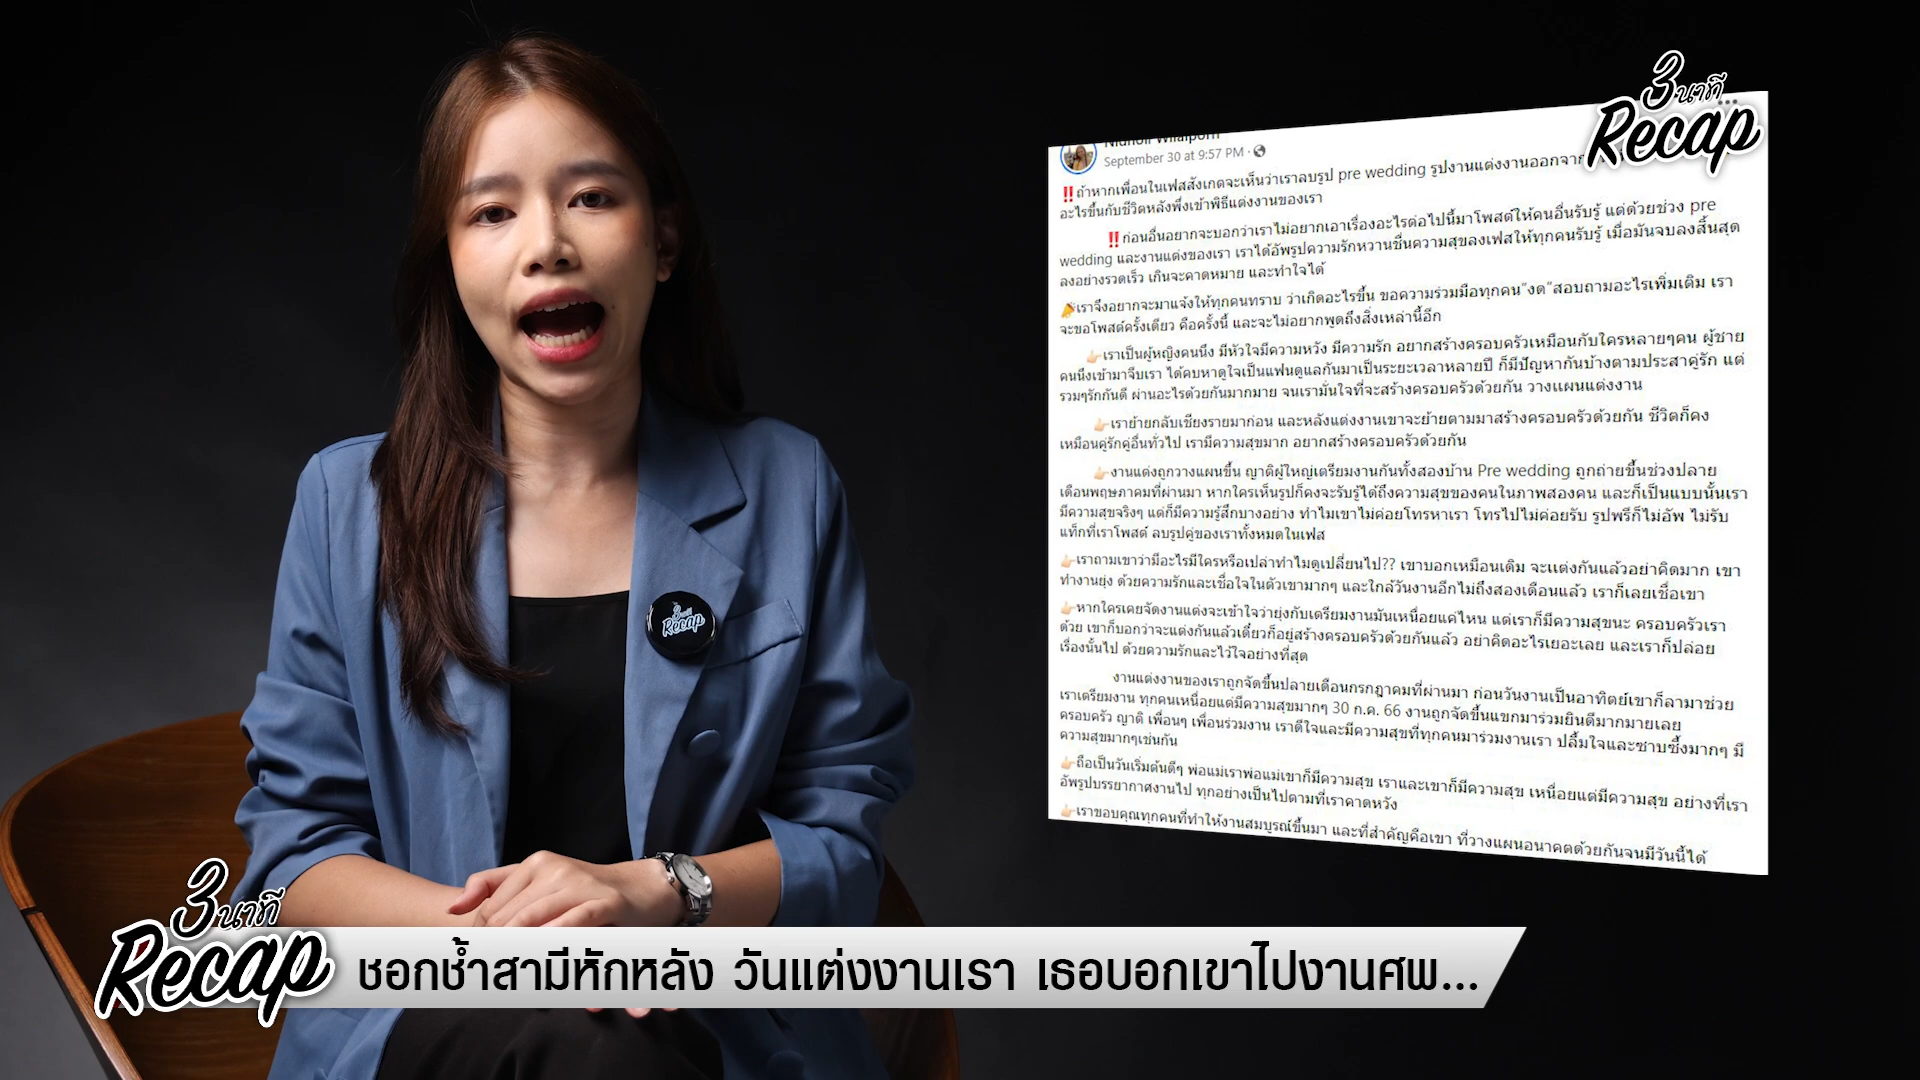 3 นาที
Recap
September 30 at 9:57 PM
‼️ถ้าหากเพื่อนในเฟสสังเกตจะเห็นว่าเราลบรูป pre wedding รูปงานแต่งงานออกจาก
อะไรขึ้นกับชีวิตหลังพึ่งเข้าพิธีแต่งงานของเรา
‼️ก่อนอื่นอยากจะบอกว่าเราไม่อยากเอาเรื่องอะไรต่อไปนี้มาโพสต์ให้คนอื่นรับรู้ แต่ด้วยช่วง pre
wedding และงานแต่งของเรา เราได้อัพรูปความรักหวานชื่นความสุขลงเฟสให้ทุกคนรับรู้ เมื่อมันจบลงสิ้นสุด
ลงอย่างรวดเร็ว เกินจะคาดหมาย และทำใจได้
📣เราจึงอยากจะมาแจ้งให้ทุกคนทราบ ว่าเกิดอะไรขึ้น ขอความร่วมมือทุกคน“งด”สอบถามอะไรเพิ่มเติม เรา
จะขอโพสต์ครั้งเดียว คือครั้งนี้ และจะไม่อยากพูดถึงสิ่งเหล่านี้อีก
👉🏻เราเป็นผู้หญิงคนนึง มีหัวใจมีความหวัง มีความรัก อยากสร้างครอบครัวเหมือนกับใครหลายๆคน ผู้ชาย
คนนึงเข้ามาจีบเรา ได้คบหาดูใจเป็นแฟนดูแลกันมาเป็นระยะเวลาหลายปี ก็มีปัญหากันบ้างตามประสาคู่รัก แต่
รวมๆรักกันดี ผ่านอะไรด้วยกันมากมาย จนเรามั่นใจที่จะสร้างครอบครัวด้วยกัน วางแผนแต่งงาน
👉🏻เราย้ายกลับเชียงรายมาก่อน และหลังแต่งงานเขาจะย้ายตามมาสร้างครอบครัวด้วยกัน ชีวิตก็คง
เหมือนคู่รักคู่อื่นทั่วไป เรามีความสุขมาก อยากสร้างครอบครัวด้วยกัน
👉🏻งานแต่งถูกวางแผนขึ้น ญาติผู้ใหญ่เตรียมงานกันทั้งสองบ้าน Pre wedding ถูกถ่ายขึ้นช่วงปลาย
เดือนพฤษภาคมที่ผ่านมา หากใครเห็นรูปก็คงจะรับรู้ได้ถึงความสุขของคนในภาพสองคน และก็เป็นแบบนั้นเรา
มีความสุขจริงๆ แต่ก็มีความรู้สึกบางอย่าง ทำไมเขาไม่ค่อยโทรหาเรา โทรไปไม่ค่อยรับ รูปพรีก็ไม่อัพ ไม่รับ
แท็กที่เราโพสต์ ลบรูปคู่ของเราทั้งหมดในเฟส
👉🏻เราถามเขาว่ามีอะไรมีใครหรือเปล่าทำไมดูเปลี่ยนไป?? เขาบอกเหมือนเดิม จะแต่งกันแล้วอย่าคิดมาก เขา
ทำงานยุ่ง ด้วยความรักและเชื่อใจในตัวเขามากๆ และใกล้วันงานอีกไม่ถึงสองเดือนแล้ว เราก็เลยเชื่อเขา
👉🏻หากใครเคยจัดงานแต่งจะเข้าใจว่ายุ่งกับเตรียมงานมันเหนื่อยแค่ไหน แต่เราก็มีความสุขนะ ครอบครัวเรา
ด้วย เขาก็บอกว่าจะแต่งกันแล้วเดี๋ยวก็อยู่สร้างครอบครัวด้วยกันแล้ว อย่าคิดอะไรเยอะเลย และเราก็ปล่อย
เรื่องนั้นไป ด้วยความรักและไว้ใจอย่างที่สุด
งานแต่งงานของเราถูกจัดขึ้นปลายเดือนกรกฎาคมที่ผ่านมา ก่อนวันงานเป็นอาทิตย์เขาก็ลามาช่วย
เราเตรียมงาน ทุกคนเหนื่อยแต่มีความสุขมากๆ 30 ก.ค. 66 งานถูกจัดขึ้นแขกมาร่วมยินดีมากมายเลย
ครอบครัว ญาติ เพื่อนๆ เพื่อนร่วมงาน เราดีใจและมีความสุขที่ทุกคนมาร่วมงานเรา ปลื้มใจและซาบซึ้งมากๆ มี
ความสุขมากๆเช่นกัน
👉🏻ถือเป็นวันเริ่มต้นดีๆ พ่อแม่เราพ่อแม่เขาก็มีความสุข เราและเขาก็มีความสุข เหนื่อยแต่มีความสุข อย่างที่เรา
อัพรูปบรรยากาศงานไป ทุกอย่างเป็นไปตามที่เราคาดหวัง
👉🏻เราขอบคุณทุกคนที่ทำให้งานสมบูรณ์ขึ้นมา และที่สำคัญคือเขา ที่วางแผนอนาคตด้วยกันจนมีวันนี้ได้
3 นาที
Recap
3 นาที
Recap
ชอกช้ำสามีหักหลัง วันแต่งงานเรา เธอบอกเขาไปงานศพ...